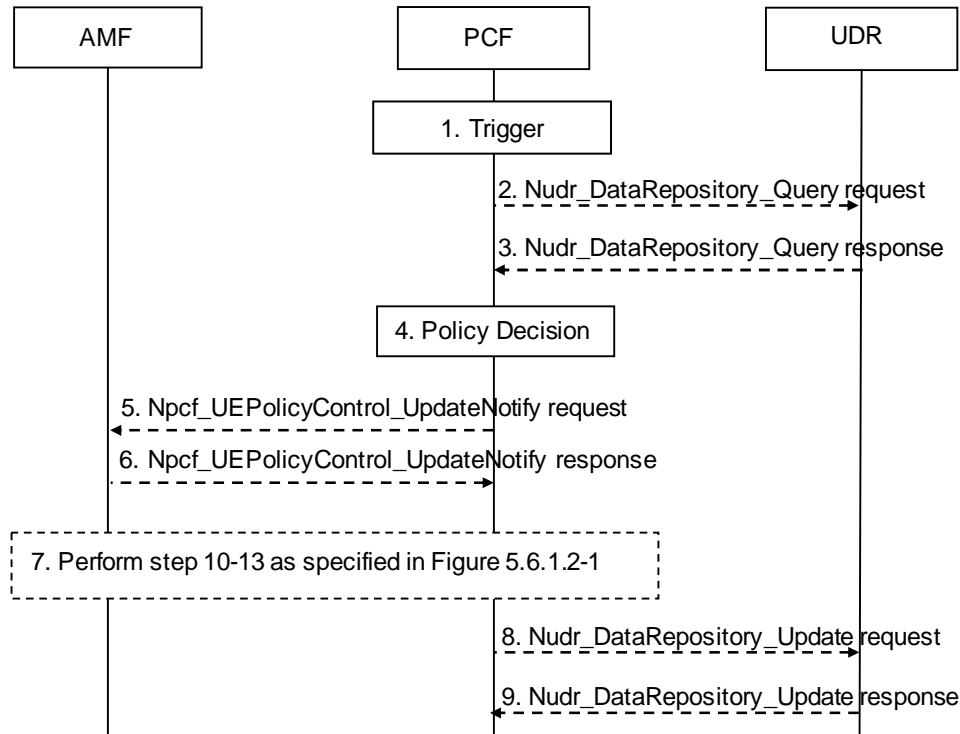 AMF
PCF
UDR
1. Trigger
2. Nudr_DataRepository_Query request
3. Nudr_DataRepository_Query response
4. Policy Decision
5. Npcf_UEPolicyControl_UpdateNotify request
6. Npcf_UEPolicyControl_UpdateNotify response
7. Perform step 10-13 as specified in Figure 5.6.1.2-1
8. Nudr_DataRepository_Update request
9. Nudr_DataRepository_Update response